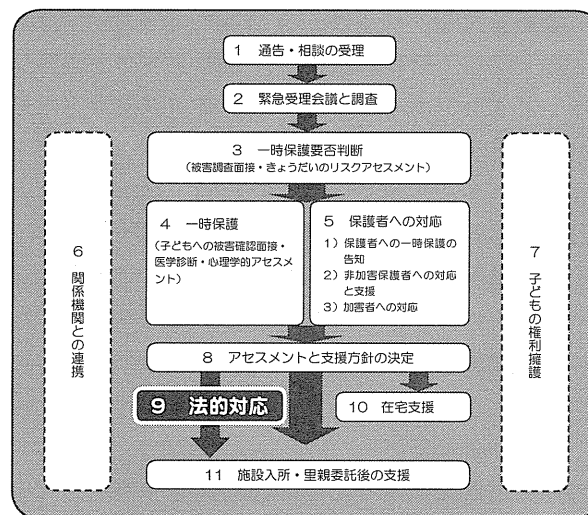 1 通告・相談の受理
2 緊急受理会議と調査
3 一時保護要否判断
(被害調査面接・きょうだいのリスクアセスメント)
4 一時保護
(子どもへの被害確認面接・
医学診断・心理学的アセスメ
ント)
5 保護者への対応
1)保護者への一時保護の
告知
2)非加害保護者への対応
と支援
3)加害者への対応
6 関係機関との連携
7 子どもの権利擁護
8 アセスメントと支援方針の決定
9 法的対応
10 在宅支援
11 施設入所・里親委託後の支援